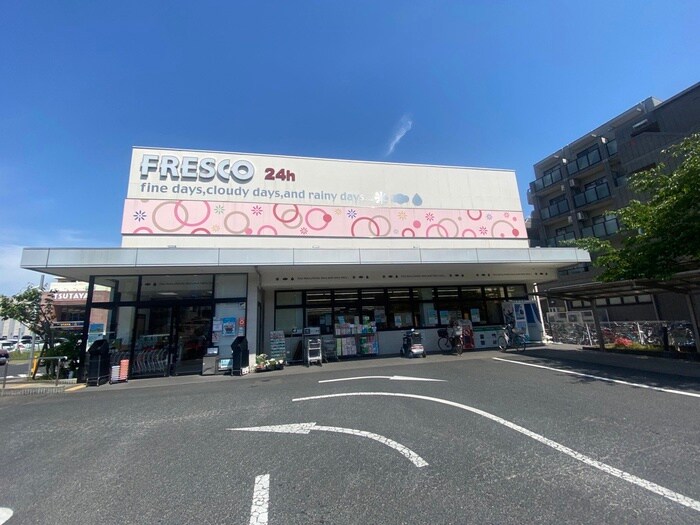 FRESCO 24h
fine days,cloudy days,and rainy days
TSUTAYA